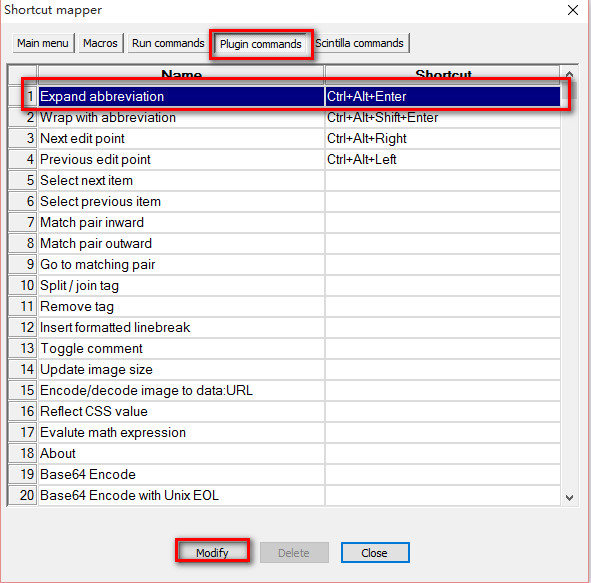 Shortcut mapper
Main menu Macros Run commands Plugin commands Scintilla commands
Name Shortcut
1 Expand abbreviation Ctrl+Alt+Enter
2 Wrap with abbreviation Ctrl+Alt+Shift+Enter
3 Next edit point Ctrl+Alt+Right
4 Previous edit point Ctrl+Alt+Left
5 Select next item
6 Select previous item
7 Match pair inward
8 Match pair outward
9 Go to matching pair
10 Split / join tag
11 Remove tag
12 Insert formatted linebreak
13 Toggle comment
14 Update image size
15 Encode/decode image to data:URL
16 Reflect CSS value
17 Evalute math expression
18 About
19 Base64 Encode
20 Base64 Encode with Unix EOL
Modify Delete Close